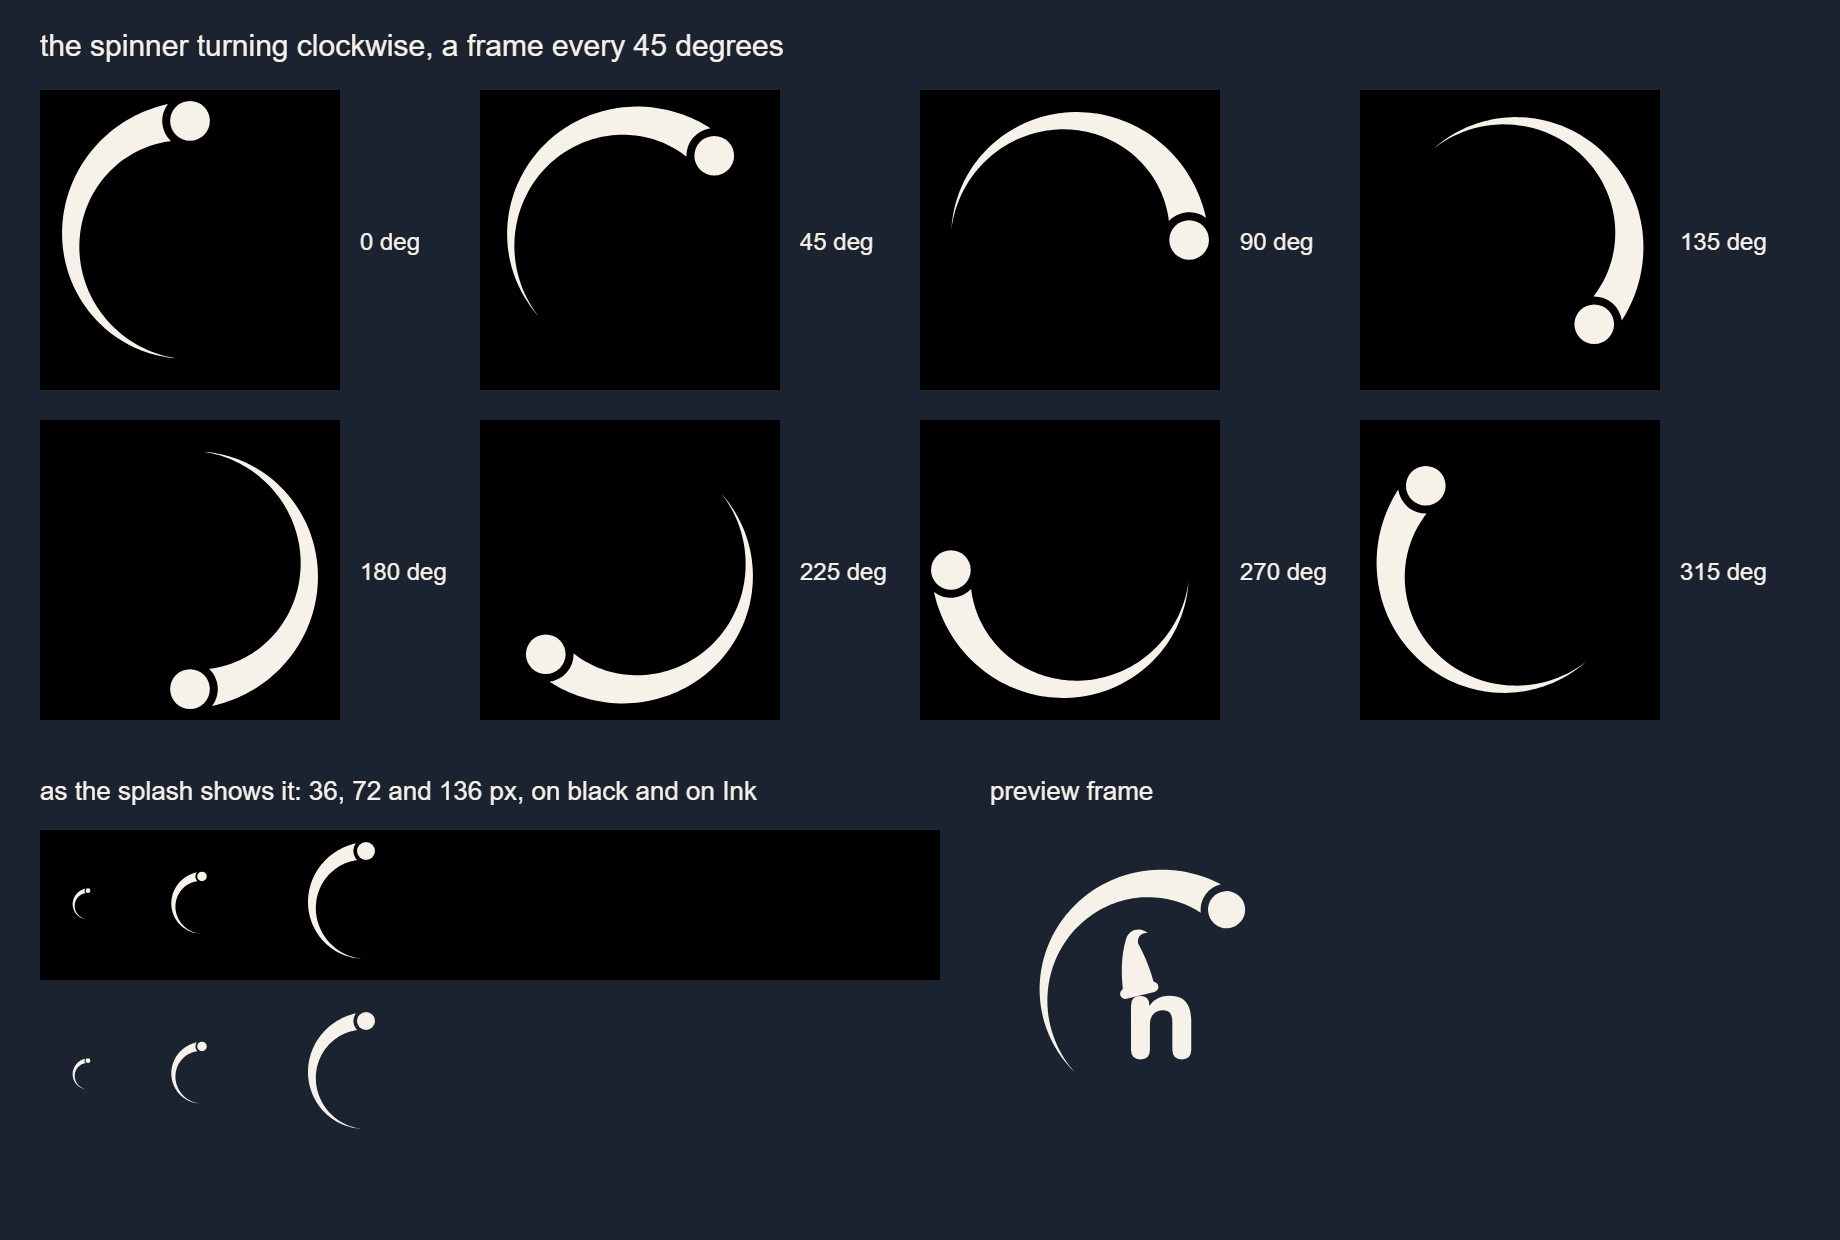 the spinner turning clockwise, a frame every 45 degrees
0 deg
45 deg
90 deg
135 deg
180 deg
225 deg
270 deg
315 deg
as the splash shows it: 36, 72 and 136 px, on black and on Ink
preview frame
n